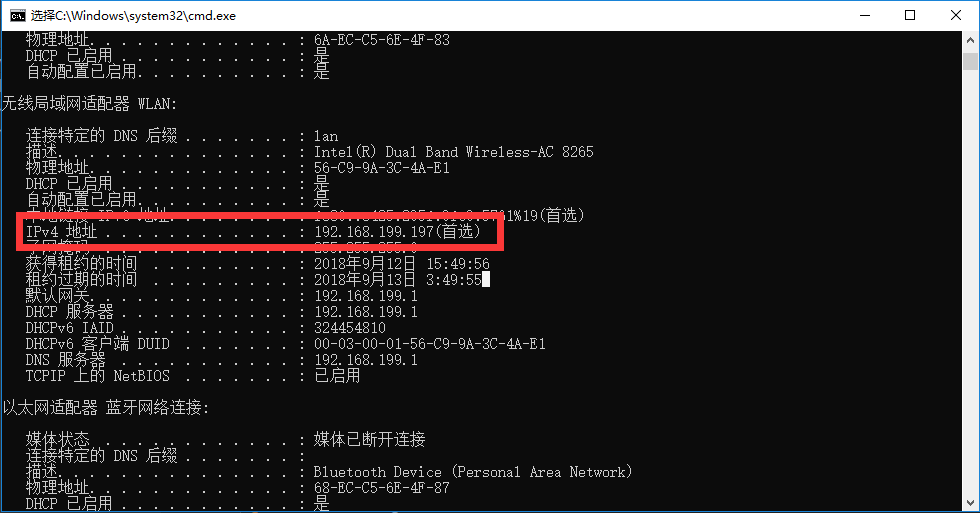 选择C:\Windows\system32\cmd.exe
物理地址. . . . . . . . . . . . . : 6A-EC-C5-6E-4F-83
DHCP 已启用 . . . . . . . . . . . : 是
自动配置已启用. . . . . . . . . . : 是
无线局域网适配器 WLAN:
连接特定的 DNS 后缀 . . . . . . . : lan
描述. . . . . . . . . . . . . . . : Intel(R) Dual Band Wireless-AC 8265
物理地址. . . . . . . . . . . . . : 56-C9-9A-3C-4A-E1
DHCP 已启用 . . . . . . . . . . . : 是
自动配置已启用. . . . . . . . . . : 是
本地链接 IPv6 地址. . . . . . . . : (首选)
IPv4 地址 . . . . . . . . . . . . : 192.168.199.197(首选)
子网掩码 . . . . . . . . . . . . : 255.255.255.0
获得租约的时间 . . . . . . . . . : 2018年9月12日 15:49:56
租约过期的时间 . . . . . . . . . : 2018年9月13日 3:49:55
默认网关. . . . . . . . . . . . . : 192.168.199.1
DHCP 服务器 . . . . . . . . . . . : 192.168.199.1
DHCPv6 IAID . . . . . . . . . . . : 324454810
DHCPv6 客户端 DUID . . . . . . . : 00-03-00-01-56-C9-9A-3C-4A-E1
DNS 服务器 . . . . . . . . . . . : 192.168.199.1
TCPIP 上的 NetBIOS . . . . . . . : 已启用
以太网适配器 蓝牙网络连接:
媒体状态 . . . . . . . . . . . . : 媒体已断开连接
连接特定的 DNS 后缀 . . . . . . . :
描述. . . . . . . . . . . . . . . : Bluetooth Device (Personal Area Network)
物理地址. . . . . . . . . . . . . : 68-EC-C5-6E-4F-87
DHCP 已启用 . . . . . . . . . . . : 是